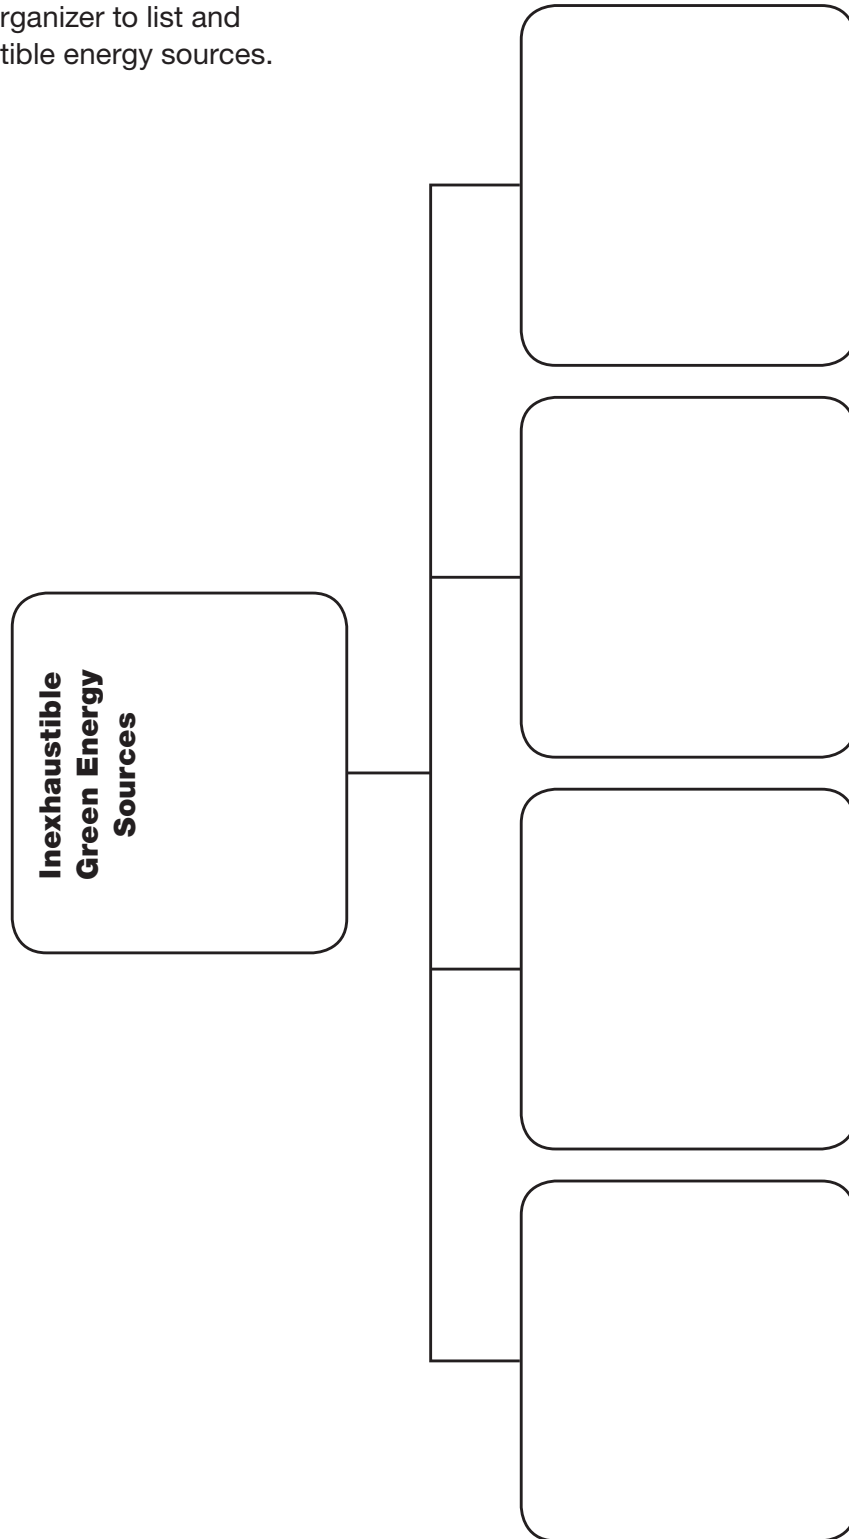 rganizer to list and
tible energy sources.
Inexhaustible
Green Energy
Sources